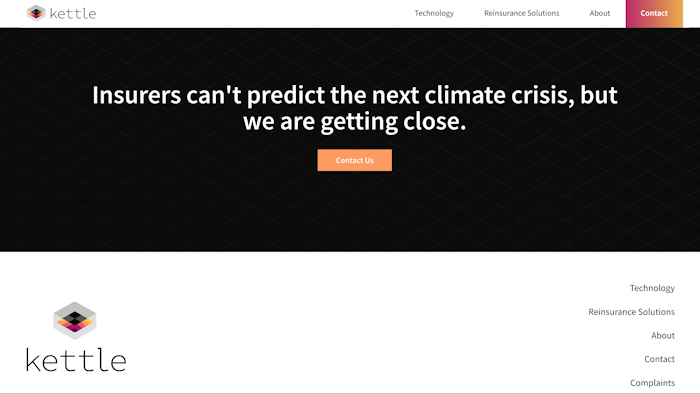 kettle
Technology
Reinsurance Solutions
About
Contact
Insurers can't predict the next climate crisis, but
we are getting close.
Contact Us
kettle
Technology
Reinsurance Solutions
About
Contact
Complaints